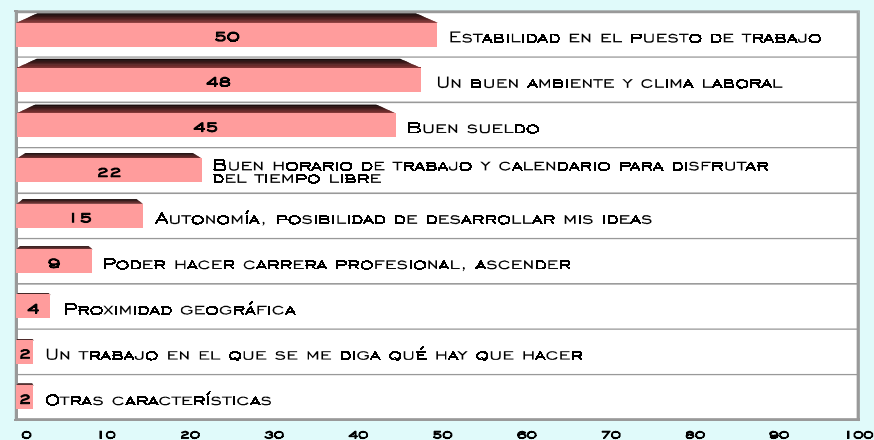 50 Estabilidad en el puesto de trabajo
48 Un buen ambiente y clima laboral
45 Buen sueldo
22 Buen horario de trabajo y calendario para disfrutar
del tiempo libre
15 Autonomía, posibilidad de desarrollar mis ideas
9 Poder hacer carrera profesional, ascender
4 Proximidad geográfica
2 Un trabajo en el que se me diga qué hay que hacer
2 Otras características
0 10 20 30 40 50 60 70 80 90 100